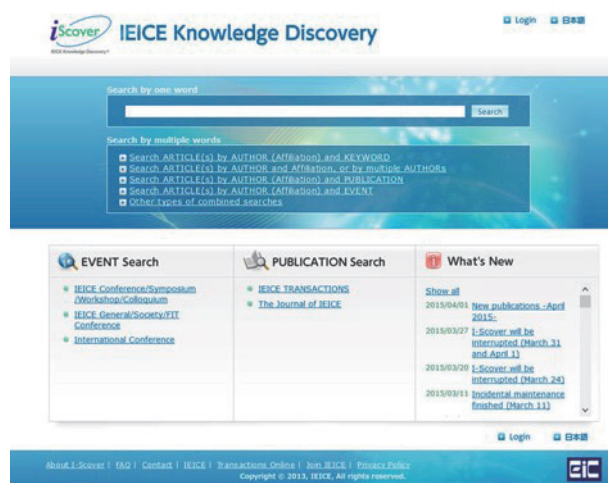 iScover
IEICE Knowledge Discovery
IEICE Knowledge Discovery
Login 日本語
Search by one word
Search
Search by multiple words
Search ARTICLE(s) by AUTHOR (Affiliation) and KEYWORD
Search ARTICLE(s) by AUTHOR and Affiliation, or by multiple AUTHORs
Search ARTICLE(s) by AUTHOR (Affiliation) and PUBLICATION
Search ARTICLE(s) by AUTHOR (Affiliation) and EVENT
Other types of combined searches
EVENT Search
IEICE Conference/Symposium
/Workshop/Colloquium
IEICE General/Society/FIT
Conference
International Conference
PUBLICATION Search
IEICE TRANSACTIONS
The Journal of IEICE
What's New
Show all
2015/04/01 New publications -April
2015-
2015/03/27 I-Scover will be
interrupted (March 31
and April 1)
2015/03/20 I-Scover will be
interrupted (March 24)
2015/03/11 Incidental maintenance
finished (March 11)
Login 日本語
About I-Scover | FAQ | Contact | IEICE | Transactions Online | Join IEICE | Privacy Policy
Copyright © 2013, IEICE, All rights reserved.
EIC